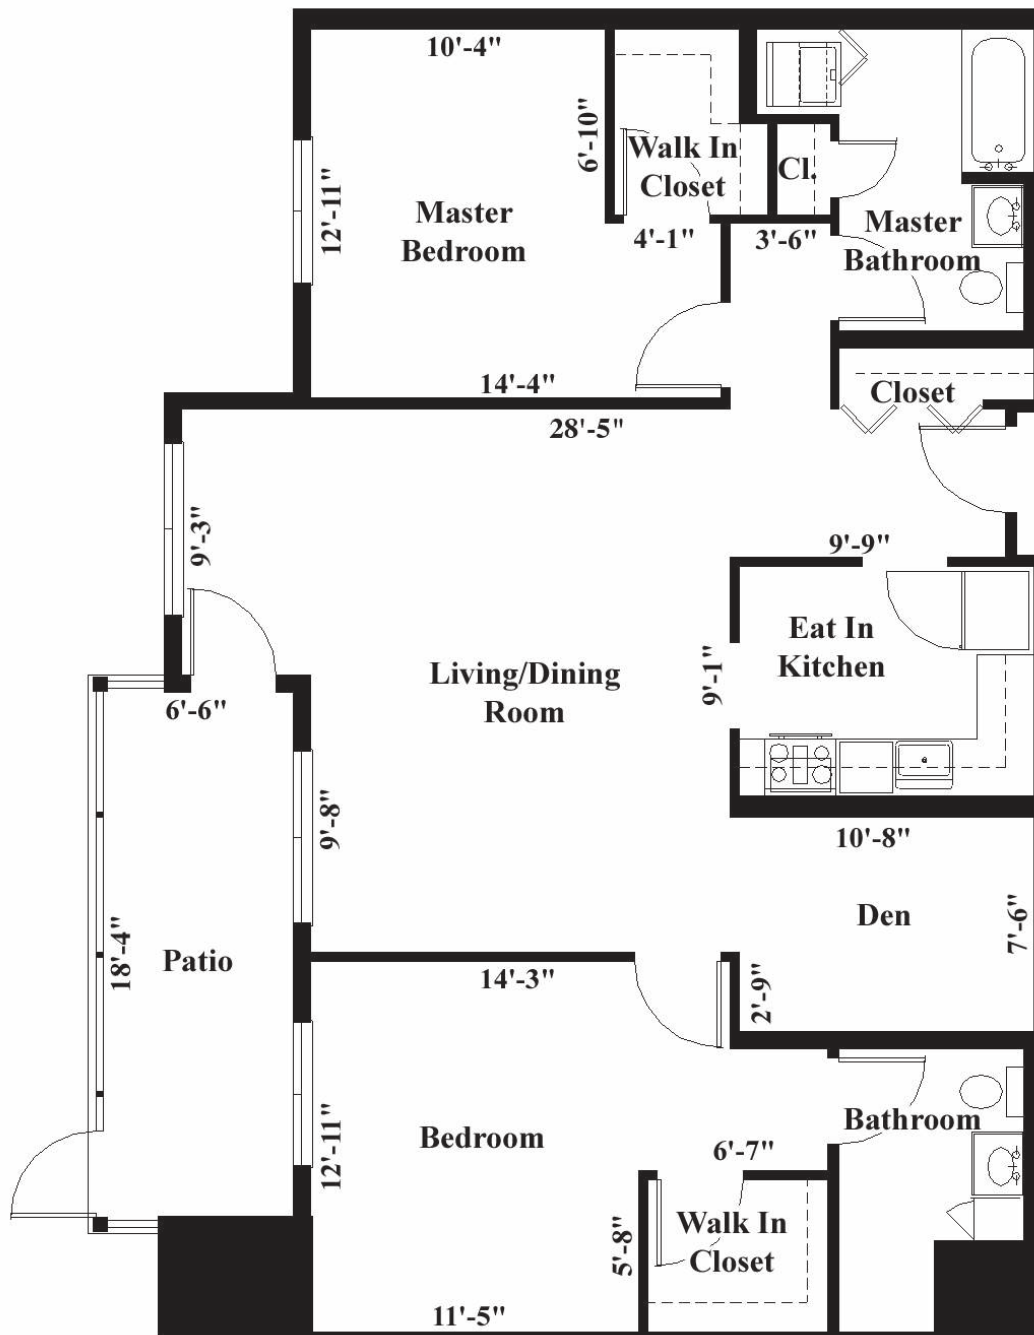 10'-4"
6'-10"
Walk In
Closet
Cl.
12'-11"
Master
Bedroom
4'-1"
3'-6"
Master
Bathroom
14'-4"
Closet
28'-5"
9'-3"
9'-9"
Eat In
Kitchen
Living/Dining
Room
9'-1"
6'-6"
9'-8"
10'-8"
Den
7'-6"
18'-4"
Patio
14'-3"
2'-9"
Bedroom
12'-11"
Bathroom
6'-7"
Walk In
Closet
5'-8"
11'-5"